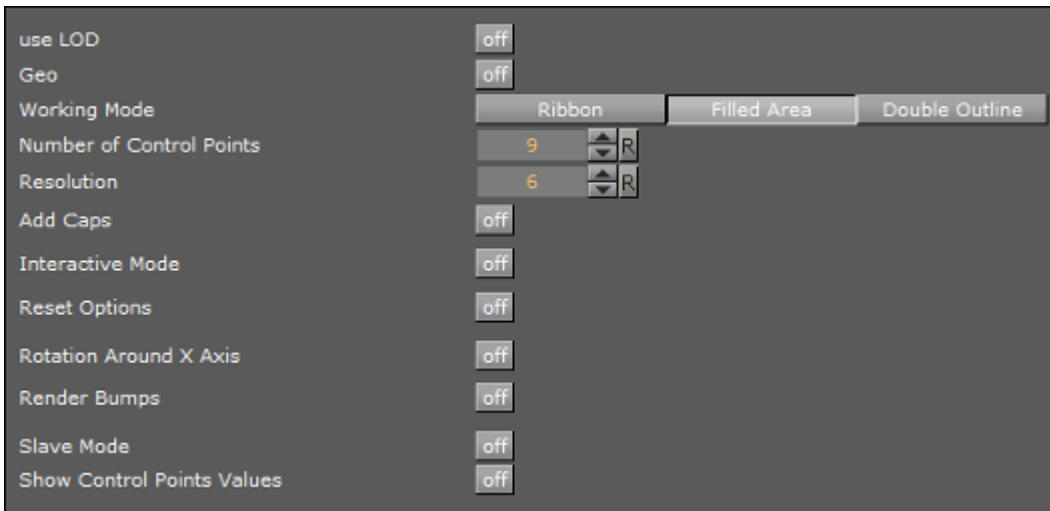 use LOD off
Geo off
Working Mode Ribbon Filled Area Double Outline
Number of Control Points 9 R
Resolution 6 R
Add Caps off
Interactive Mode off
Reset Options off
Rotation Around X Axis off
Render Bumps off
Slave Mode off
Show Control Points Values off